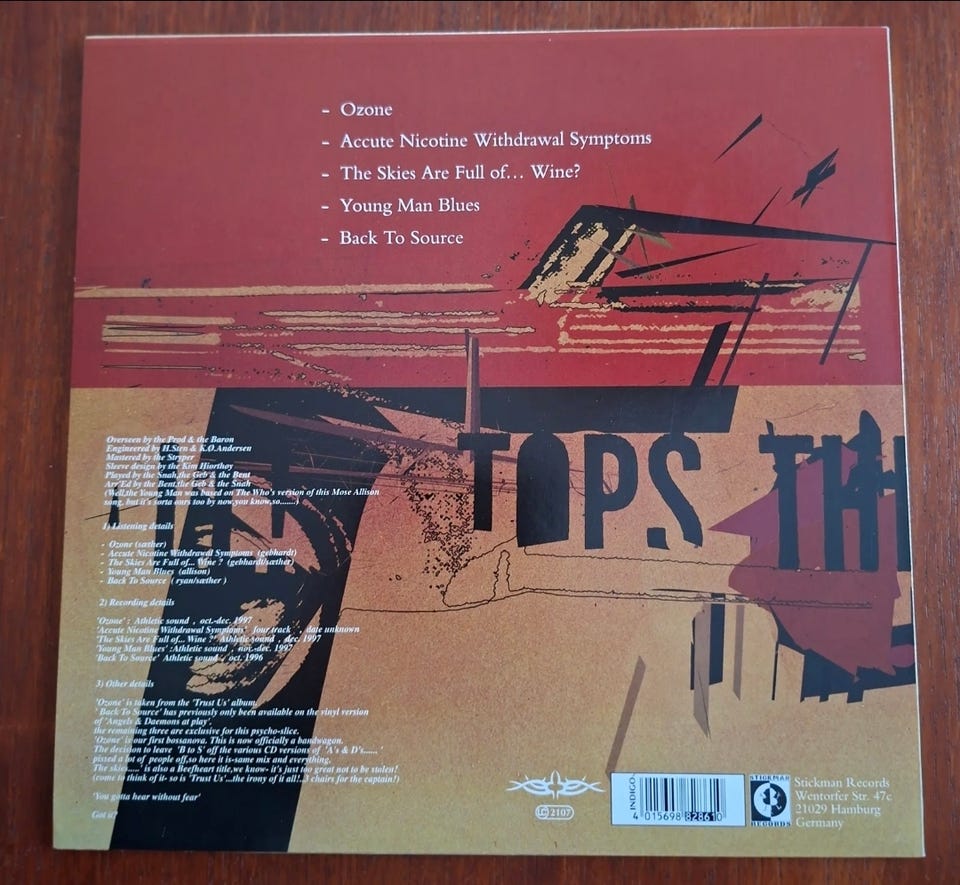 - Ozone
- Accute Nicotine Withdrawal Symptoms
- The Skies Are Full of... Wine?
- Young Man Blues
- Back To Source
TOPS TH
Overseen by the Prod & the Baron
Engineered by H.Sten & K.O.Andersen
Mastered by the Stryper
Sleeve design by the Kim Hiorthøy
Played by the Snah,the Geb & the Bent
Arr'Ed by the Bent,the Geb & the Snah
(Well,the Young Man was based on The Who's version of this Mose Allison
song, but it's sorta ours too by now,you know,so.......)
1) Listening details
- Ozone (sæther)
- Accute Nicotine Withdrawal Symptoms (gebhardt)
- The Skies Are Full of... Wine ? (gebhardt/sæther)
- Young Man Blues (allison)
- Back To Source ( ryan/sæther )
2) Recording details
'Ozone' : Athletic sound , oct.-dec. 1997
'Accute Nicotine Withdrawal Symptoms' four track , date unknown
'The Skies Are Full of... Wine ?' Athletic sound , dec. 1997
'Young Man Blues' :Athletic sound , nov.-dec. 1997
'Back To Source' Athletic sound , oct. 1996
3) Other details
'Ozone' is taken from the 'Trust Us' album.
'Back To Source' has previously only been available on the vinyl version
of 'Angels & Daemons at play',
the remaining three are exclusive for this psycho-slice.
'Ozone' is our first bossanova. This is now officially a bandwagon.
The decision to leave 'B to S' off the various CD versions of 'A's & D's...... '
pissed a lot of people off,so here it is-same mix and everything.
The skies.....' is also a Beefheart title,we know- it's just too great not to be stolen!
(come to think of it- so is 'Trust Us'...the irony of it all!..3 chairs for the captain?)
'You gotta hear without fear'
Got it?
LC 2107
INDIGO
4 015698 828610
STICKMAN
RECORDS
Stickman Records
Wentorfer Str. 47c
21029 Hamburg
Germany